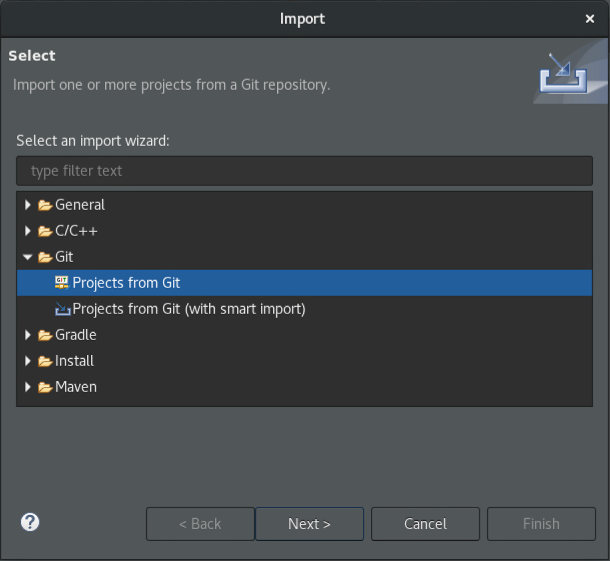 Import
Select
Import one or more projects from a Git repository.
Select an import wizard:
type filter text
General
C/C++
Git
Projects from Git
Projects from Git (with smart import)
Gradle
Install
Maven
< Back Next > Cancel Finish